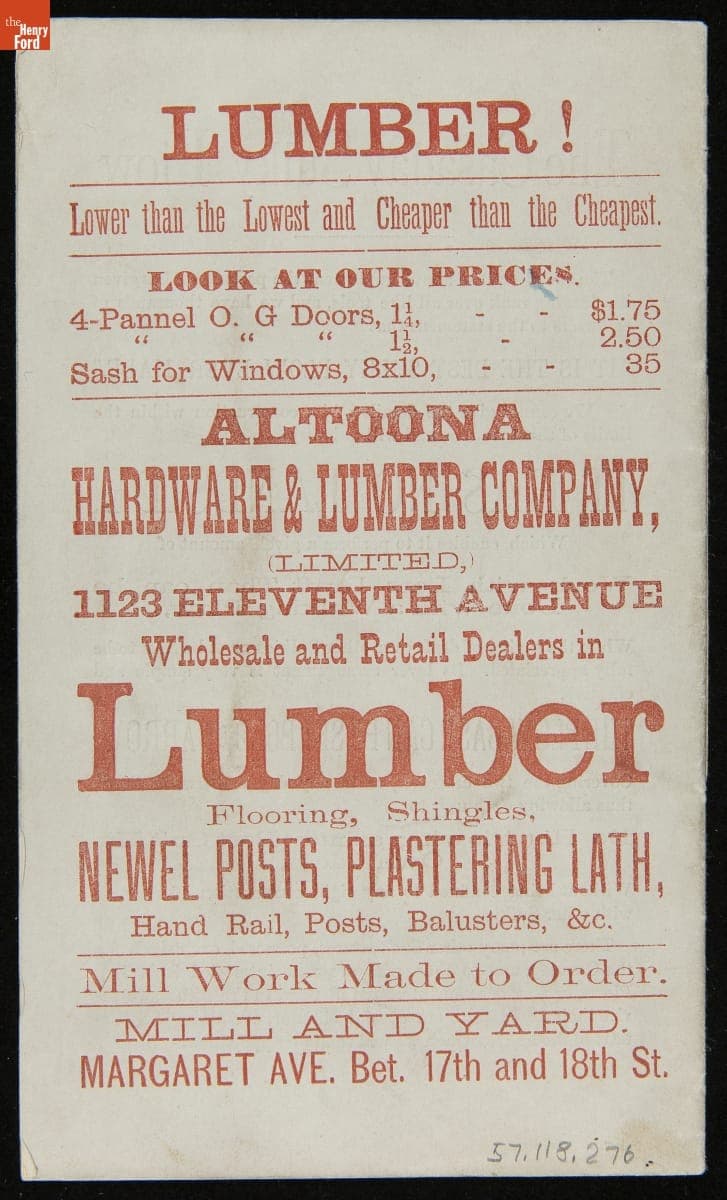 the
Henry
Ford
LUMBER!
Lower than the Lowest and Cheaper than the Cheapest.
LOOK AT OUR PRICES.
4-Pannel O. G Doors, 1¼, - - $1.75
“ “ “ 1½, - 2.50
Sash for Windows, 8x10, - - 35
ALTOONA
HARDWARE & LUMBER COMPANY,
(LIMITED,)
1123 ELEVENTH AVENUE
Wholesale and Retail Dealers in
Lumber
Flooring, Shingles,
NEWEL POSTS, PLASTERING LATH,
Hand Rail, Posts, Balusters, &c.
Mill Work Made to Order.
MILL AND YARD.
MARGARET AVE. Bet. 17th and 18th St.
57.118.276.